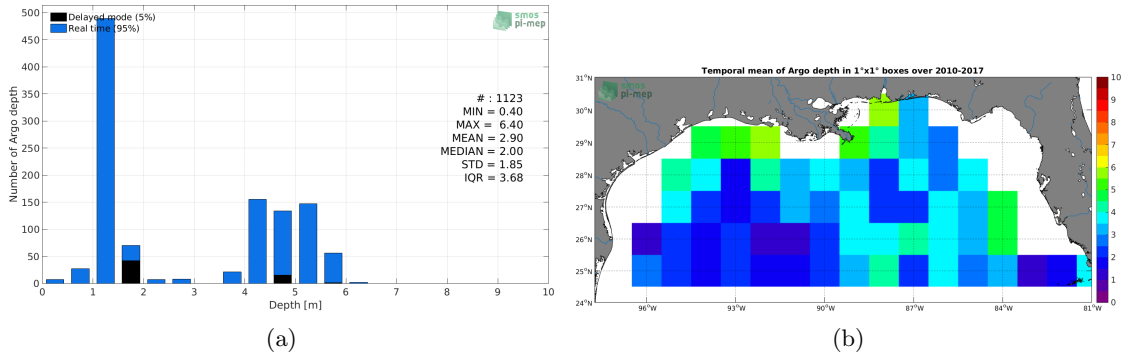 Delayed mode (5%)
Real time (95%)
smos
pi-mep
# : 1123
MIN = 0.40
MAX = 6.40
MEAN = 2.90
MEDIAN = 2.00
STD = 1.85
IQR = 3.68
Number of Argo depth
500
450
400
350
300
250
200
150
100
50
0
0 1 2 3 4 5 6 7 8 9 10
Depth [m]
(a)
Temporal mean of Argo depth in 1°x1° boxes over 2010-2017
smos
pi-mep
31°N
30°N
29°N
28°N
27°N
26°N
25°N
24°N
96°W 93°W 90°W 87°W 84°W 81°W
10
9
8
7
6
5
4
3
2
1
0
(b)